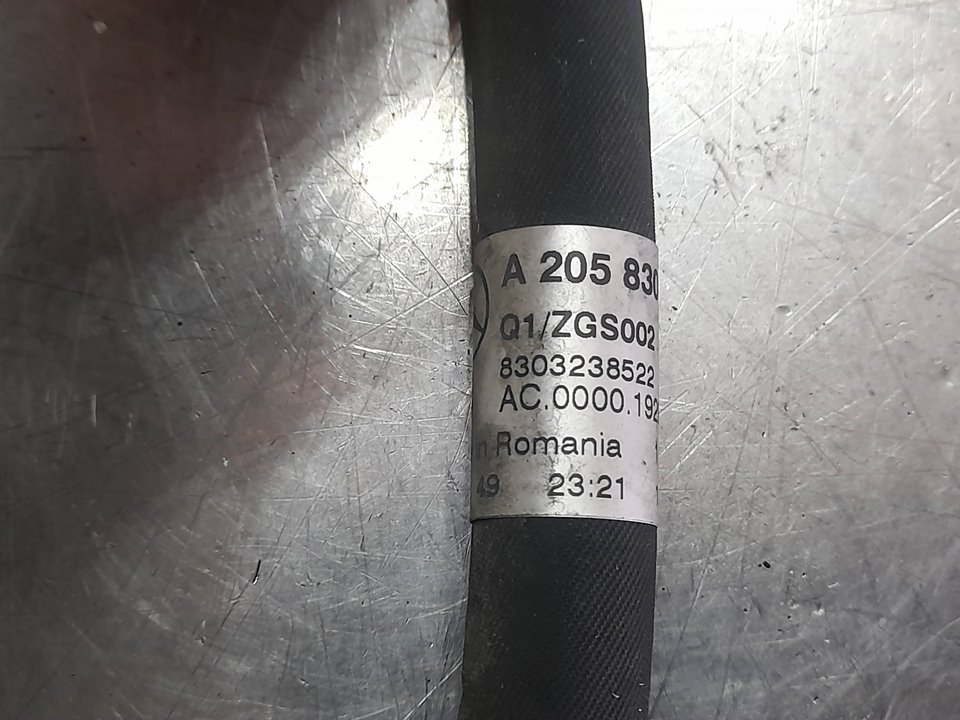 A 205 830
Q1/ZGS002
8303238522
AC.0000.192
n Romania
49 23:21